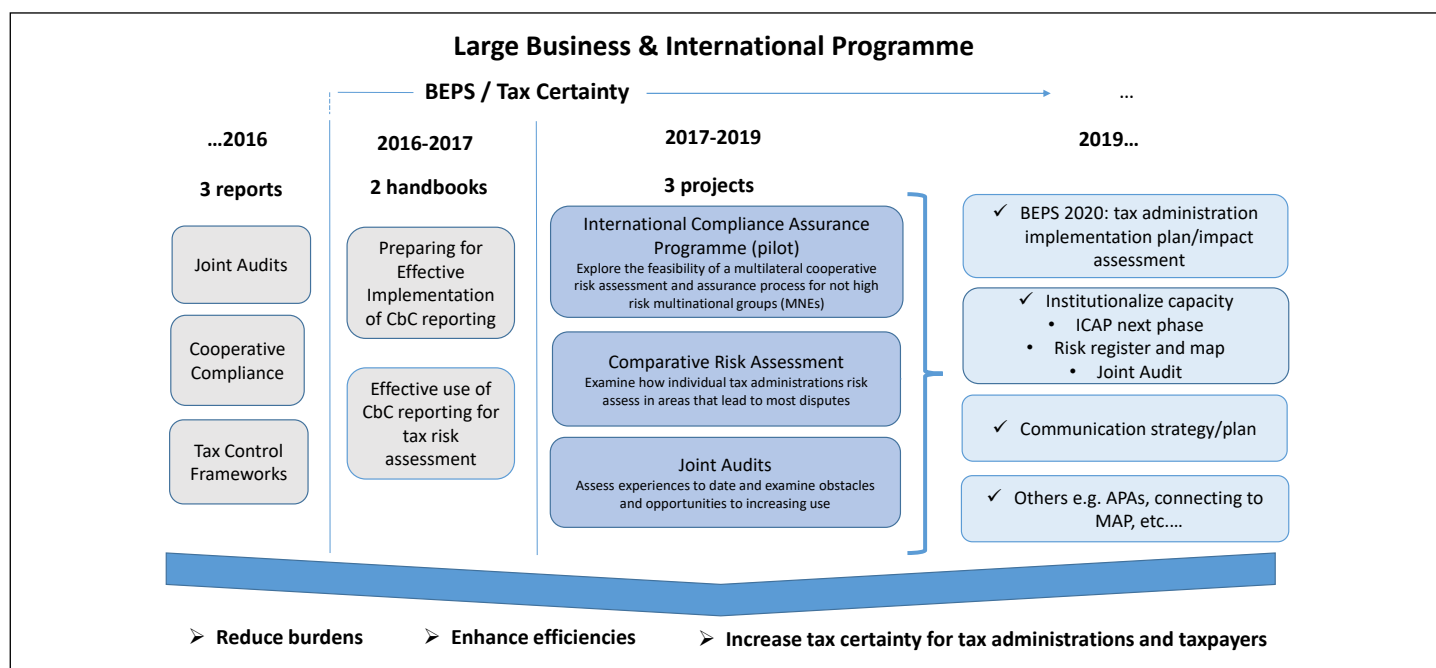 Large Business & International Programme
BEPS / Tax Certainty
...
...2016
3 reports
Joint Audits
Cooperative
Compliance
Tax Control
Frameworks
2016-2017
2 handbooks
Preparing for
Effective
Implementation
of CbC reporting
Effective use of
CbC reporting for
tax risk
assessment
2017-2019
3 projects
International Compliance Assurance
Programme (pilot)
Explore the feasibility of a multilateral cooperative
risk assessment and assurance process for not high
risk multinational groups (MNEs)
Comparative Risk Assessment
Examine how individual tax administrations risk
assess in areas that lead to most disputes
Joint Audits
Assess experiences to date and examine obstacles
and opportunities to increasing use
2019...
✓ BEPS 2020: tax administration
implementation plan/impact
assessment
✓ Institutionalize capacity
• ICAP next phase
• Risk register and map
• Joint Audit
✓ Communication strategy/plan
✓ Others e.g. APAs, connecting to
MAP, etc....
➢ Reduce burdens
➢ Enhance efficiencies
➢ Increase tax certainty for tax administrations and taxpayers